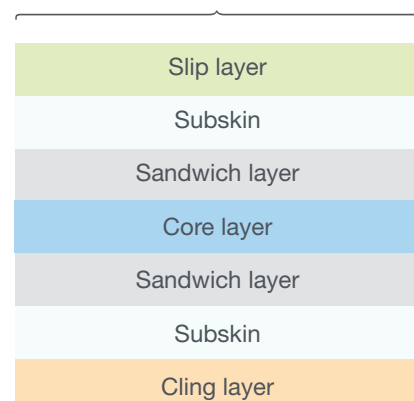 Slip layer
Subskin
Sandwich layer
Core layer
Sandwich layer
Subskin
Cling layer